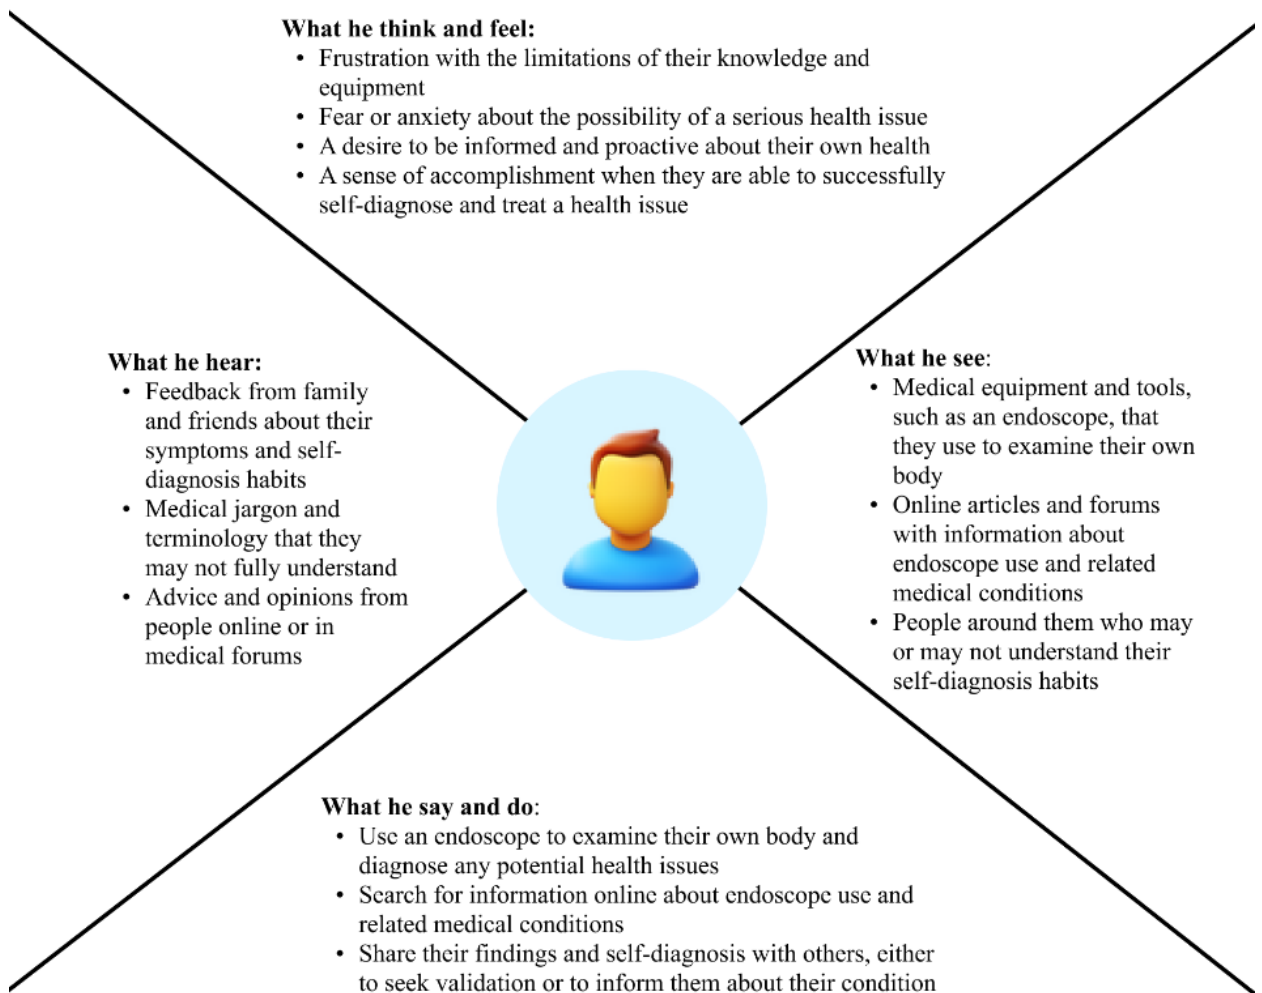 What he think and feel:
• Frustration with the limitations of their knowledge and
equipment
• Fear or anxiety about the possibility of a serious health issue
• A desire to be informed and proactive about their own health
• A sense of accomplishment when they are able to successfully
self-diagnose and treat a health issue
What he hear:
• Feedback from family
and friends about their
symptoms and self-
diagnosis habits
• Medical jargon and
terminology that they
may not fully understand
• Advice and opinions from
people online or in
medical forums
What he see:
• Medical equipment and tools,
such as an endoscope, that
they use to examine their own
body
• Online articles and forums
with information about
endoscope use and related
medical conditions
• People around them who may
or may not understand their
self-diagnosis habits
What he say and do:
• Use an endoscope to examine their own body and
diagnose any potential health issues
• Search for information online about endoscope use and
related medical conditions
• Share their findings and self-diagnosis with others, either
to seek validation or to inform them about their condition